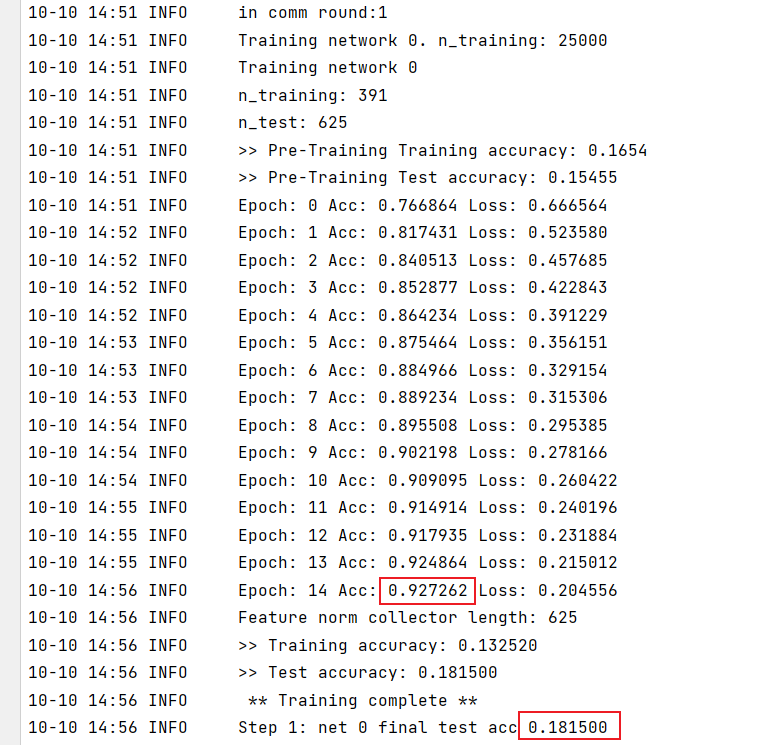 10-10 14:51 INFO     in comm round:1
10-10 14:51 INFO     Training network 0. n_training: 25000
10-10 14:51 INFO     Training network 0
10-10 14:51 INFO     n_training: 391
10-10 14:51 INFO     n_test: 625
10-10 14:51 INFO     >> Pre-Training Training accuracy: 0.1654
10-10 14:51 INFO     >> Pre-Training Test accuracy: 0.15455
10-10 14:51 INFO     Epoch: 0 Acc: 0.766864 Loss: 0.666564
10-10 14:52 INFO     Epoch: 1 Acc: 0.817431 Loss: 0.523580
10-10 14:52 INFO     Epoch: 2 Acc: 0.840513 Loss: 0.457685
10-10 14:52 INFO     Epoch: 3 Acc: 0.852877 Loss: 0.422843
10-10 14:52 INFO     Epoch: 4 Acc: 0.864234 Loss: 0.391229
10-10 14:53 INFO     Epoch: 5 Acc: 0.875464 Loss: 0.356151
10-10 14:53 INFO     Epoch: 6 Acc: 0.884966 Loss: 0.329154
10-10 14:53 INFO     Epoch: 7 Acc: 0.889234 Loss: 0.315306
10-10 14:54 INFO     Epoch: 8 Acc: 0.895508 Loss: 0.295385
10-10 14:54 INFO     Epoch: 9 Acc: 0.902198 Loss: 0.278166
10-10 14:54 INFO     Epoch: 10 Acc: 0.909095 Loss: 0.260422
10-10 14:55 INFO     Epoch: 11 Acc: 0.914914 Loss: 0.240196
10-10 14:55 INFO     Epoch: 12 Acc: 0.917935 Loss: 0.231884
10-10 14:55 INFO     Epoch: 13 Acc: 0.924864 Loss: 0.215012
10-10 14:56 INFO     Epoch: 14 Acc: 0.927262 Loss: 0.204556
10-10 14:56 INFO     Feature norm collector length: 625
10-10 14:56 INFO     >> Training accuracy: 0.132520
10-10 14:56 INFO     >> Test accuracy: 0.181500
10-10 14:56 INFO      ** Training complete **
10-10 14:56 INFO     Step 1: net 0 final test acc 0.181500